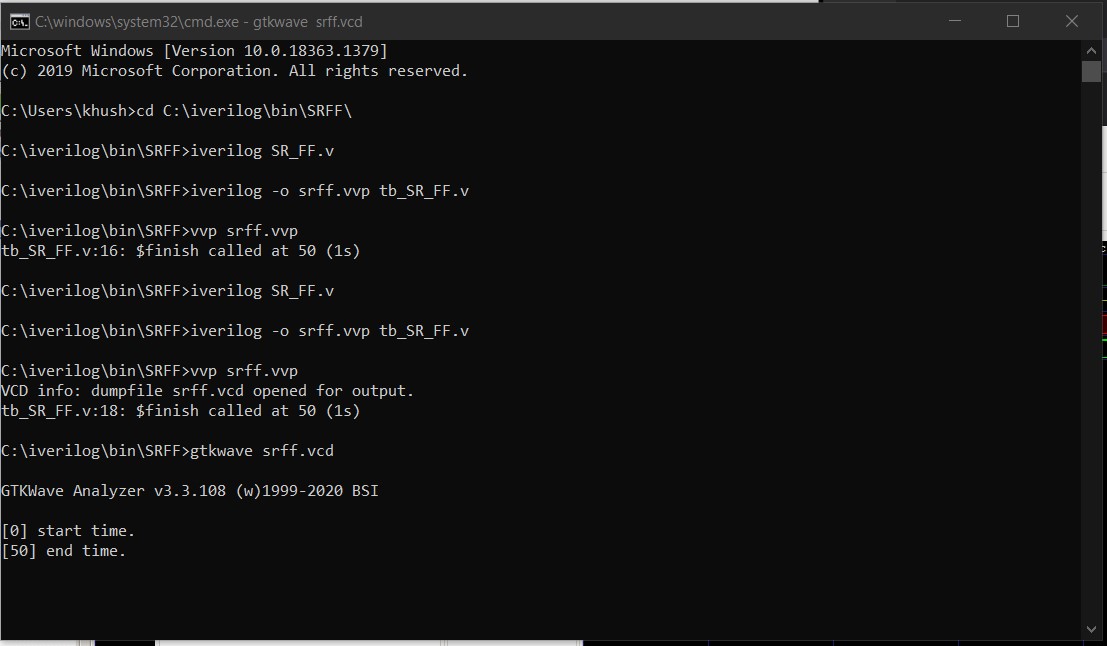 C:\windows\system32\cmd.exe - gtkwave  srff.vcd
Microsoft Windows [Version 10.0.18363.1379]
(c) 2019 Microsoft Corporation. All rights reserved.
C:\Users\khush>cd C:\iverilog\bin\SRFF\
C:\iverilog\bin\SRFF>iverilog SR_FF.v
C:\iverilog\bin\SRFF>iverilog -o srff.vvp tb_SR_FF.v
C:\iverilog\bin\SRFF>vvp srff.vvp
tb_SR_FF.v:16: $finish called at 50 (1s)
C:\iverilog\bin\SRFF>iverilog SR_FF.v
C:\iverilog\bin\SRFF>iverilog -o srff.vvp tb_SR_FF.v
C:\iverilog\bin\SRFF>vvp srff.vvp
VCD info: dumpfile srff.vcd opened for output.
tb_SR_FF.v:18: $finish called at 50 (1s)
C:\iverilog\bin\SRFF>gtkwave srff.vcd
GTKWave Analyzer v3.3.108 (w)1999-2020 BSI
[0] start time.
[50] end time.